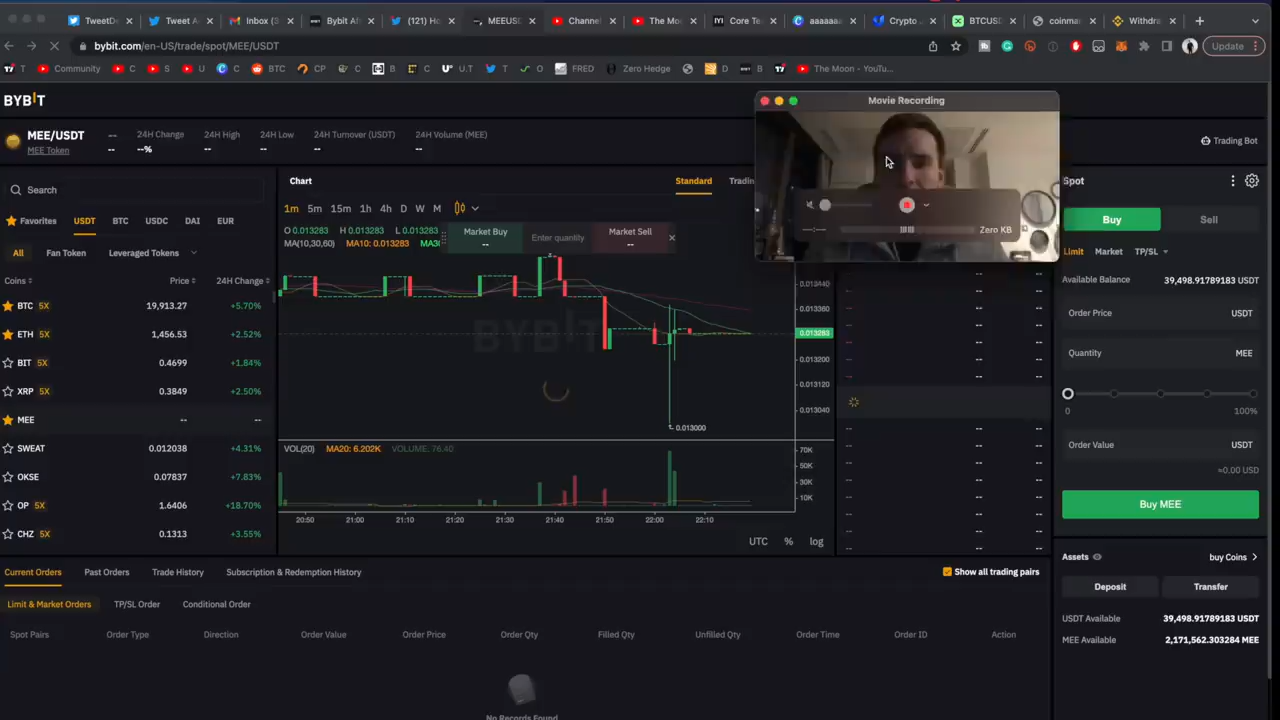 TweetDe
Tweet A
Inbox (3
Bybit Af
(121) Ho
MEEUSD
Channel
The Moo
Core Te
aaaaaaa
Crypto
BTCUSD
coinmar
Withdra
bybit.com/en-US/trade/spot/MEE/USDT
Update
T
Community
C
S
U
C
BTC
CP
C
B
U.T
T
O
FRED
Zero Hedge
D
B
The Moon - YouTu...
BYBIT
MEE/USDT
MEE Token
--
--
24H Change
--%
24H High
--
24H Low
--
24H Turnover (USDT)
--
24H Volume (MEE)
--
Movie Recording
Zero KB
Trading Bot
Search
Favorites USDT BTC USDC DAI EUR
All Fan Token Leveraged Tokens
Coins Price 24H Change
BTC 5X 19,913.27 +5.70%
ETH 5X 1,456.53 +2.52%
BIT 5X 0.4699 +1.84%
XRP 5X 0.3849 +2.50%
MEE -- --
SWEAT 0.012038 +4.31%
OKSE 0.07837 +7.83%
OP 5X 1.6406 +18.70%
CHZ 0.1313 +3.55%
Chart
Standard
1m 5m 15m 1h 4h D W M
O 0.013283 H 0.013283 L 0.0132
MA(10,30,60) MA10: 0.013283
Market Buy
--
Enter quantity
Market Sell
--
BYBIT
0.013440
0.013360
0.013283
0.013200
0.013120
0.013040
0.013000
VOL(20) MA20: 6.202K VOLUME: 76.40
70K
50K
30K
10K
20:50 21:00 21:10 21:20 21:30 21:40 21:50 22:00 22:10
UTC % log
Spot
Buy Sell
Limit Market TP/SL
Available Balance 39,498.91789183 USDT
Order Price USDT
Quantity MEE
0 100%
Order Value USDT
≈0.00 USD
Buy MEE
Assets buy Coins
Deposit Transfer
USDT Available 39,498.91789183 USDT
MEE Available 2,171,562.303284 MEE
Current Orders Past Orders Trade History Subscription & Redemption History
Show all trading pairs
Limit & Market Orders TP/SL Order Conditional Order
Spot Pairs Order Type Direction Order Value Order Price Order Qty Filled Qty Unfilled Qty Order Time Order ID Action
No Records Found